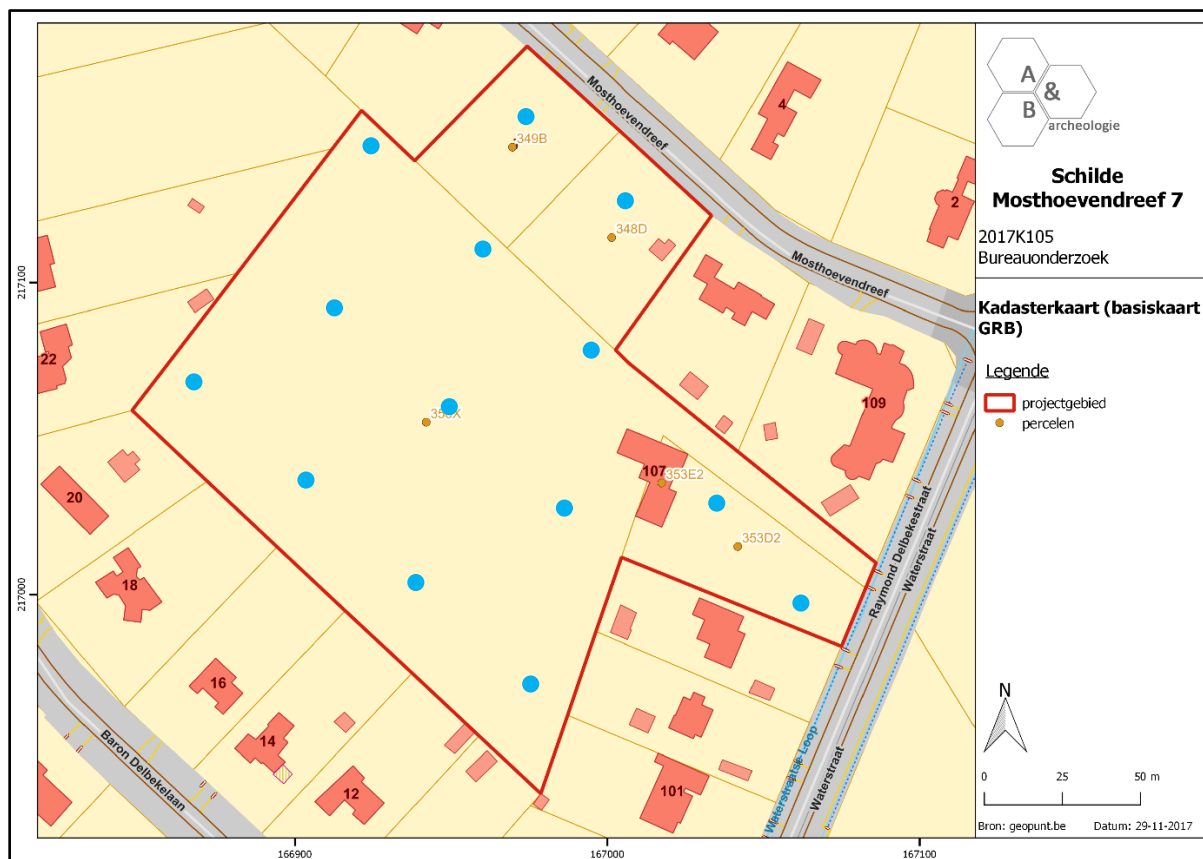 Mosthoevendreef
4
2
349B
348D
Mosthoevendreef
217100
22
109
107
353E2
353D2
20
18
217000
16
14
12
101
Baron Delbekelaan
Raymond Delbekestraat
Waterstraat
Waterstraatse Loop
Waterstraat
166900
167000
167100
A
&
B
archeologie
Schilde
Mosthoevendreef 7
2017K105
Bureauonderzoek
Kadasterkaart (basiskaart
GRB)
Legende
projectgebied
percelen
N
0 25 50 m
Bron: geopunt.be Datum: 29-11-2017